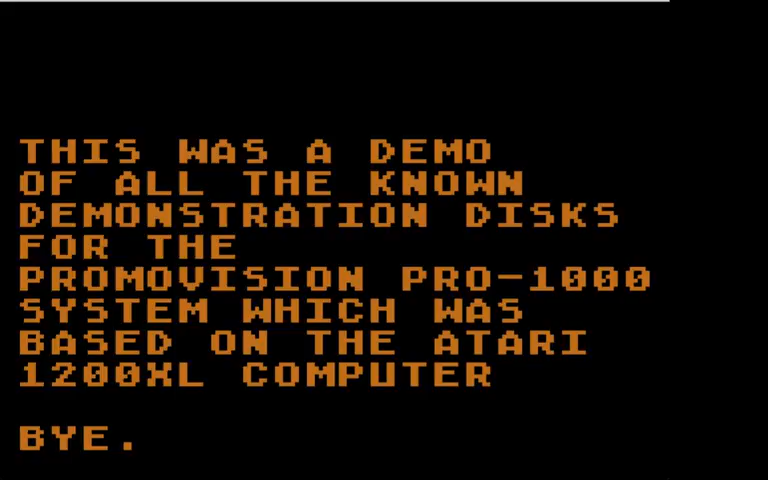 THIS WAS A DEMO
OF ALL THE KNOWN
DEMONSTRATION DISKS
FOR THE
PROMOVISION PRO-1000
SYSTEM WHICH WAS
BASED ON THE ATARI
1200XL COMPUTER
BYE.